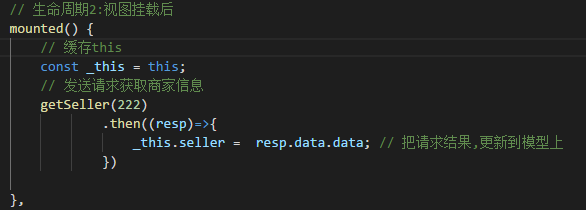 // 生命周期2:视图挂载后
mounted() {
// 缓存this
const _this = this;
// 发送请求获取商家信息
getSeller(222)
.then((resp)=>{
_this.seller =  resp.data.data; // 把请求结果,更新到模型上
})
},